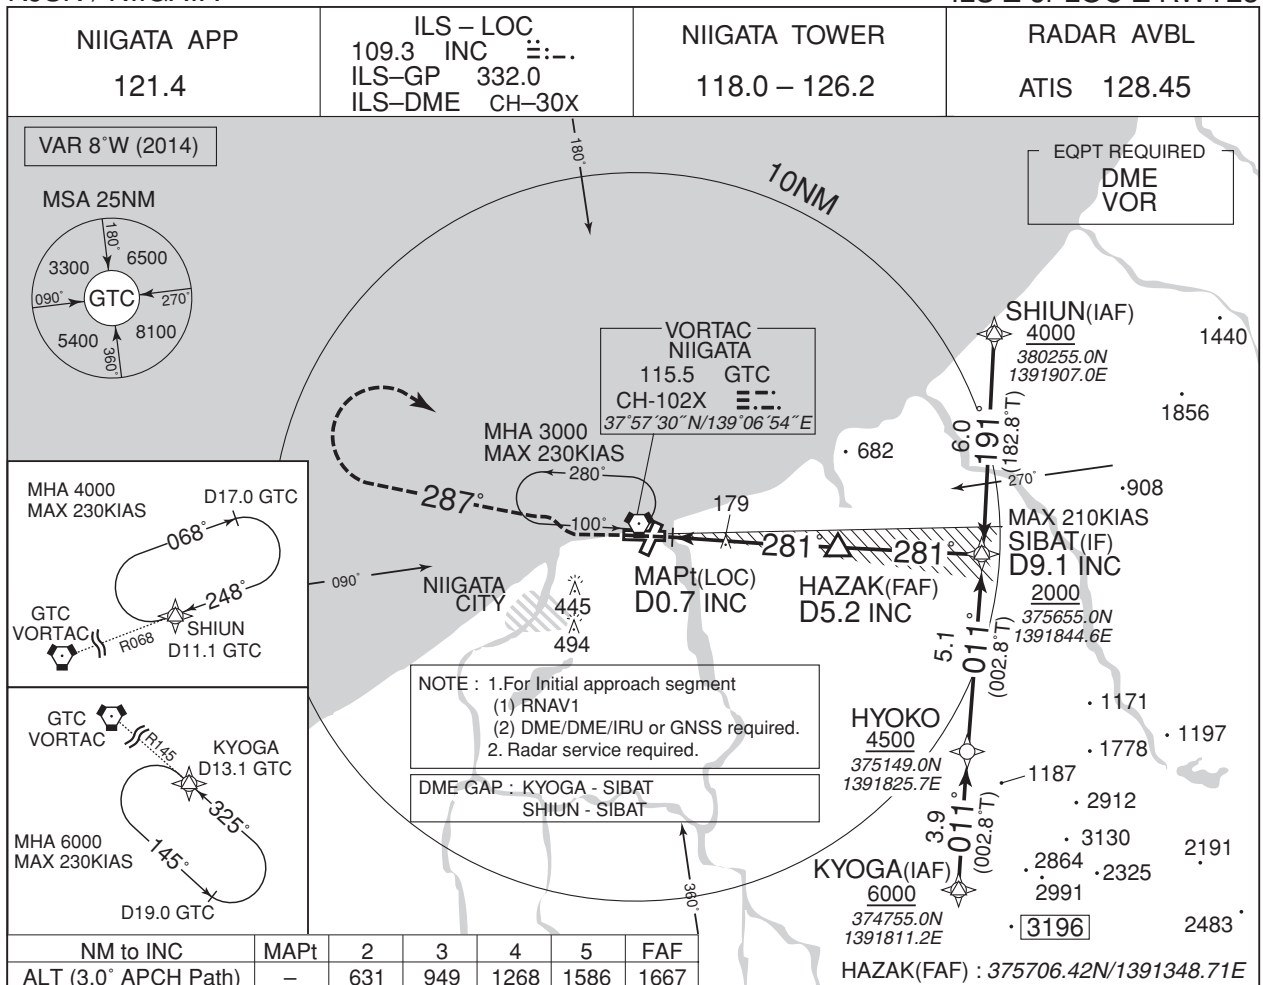 NIIGATA APP
121.4
ILS – LOC
109.3 INC
ILS–GP 332.0
ILS–DME CH–30X
NIIGATA TOWER
118.0 – 126.2
RADAR AVBL
ATIS 128.45
VAR 8°W (2014)
MSA 25NM
180°
3300
6500
090°
GTC
270°
5400
8100
360°
180°
10NM
EQPT REQUIRED
DME
VOR
VORTAC
NIIGATA
115.5 GTC
CH-102X
37°57´30˝N/139°06´54˝E
SHIUN(IAF)
4000
380255.0N
1391907.0E
1440
1856
6.0
191°
(182.8°T)
682
270°
908
MHA 3000
MAX 230KIAS
280°
100°
287°
179
281°
281°
MAX 210KIAS
SIBAT(IF)
D9.1 INC
2000
375655.0N
1391844.6E
MAPt(LOC)
D0.7 INC
HAZAK(FAF)
D5.2 INC
090°
NIIGATA
CITY
445
494
MHA 4000
MAX 230KIAS
D17.0 GTC
068°
248°
GTC
VORTAC
R068
SHIUN
D11.1 GTC
GTC
VORTAC
R145
KYOGA
D13.1 GTC
325°
145°
MHA 6000
MAX 230KIAS
D19.0 GTC
NOTE : 1.For Initial approach segment
(1) RNAV1
(2) DME/DME/IRU or GNSS required.
2. Radar service required.
DME GAP : KYOGA - SIBAT
SHIUN - SIBAT
5.1
011°
(002.8°T)
HYOKO
4500
375149.0N
1391825.7E
3.9
011°
(002.8°T)
KYOGA(IAF)
6000
374755.0N
1391811.2E
1171
1197
1778
1187
2912
3130
2191
2864
2325
2991
3196
2483
360°
HAZAK(FAF) : 375706.42N/1391348.71E
NM to INC MAPt 2 3 4 5 FAF
ALT (3.0° APCH Path) – 631 949 1268 1586 1667